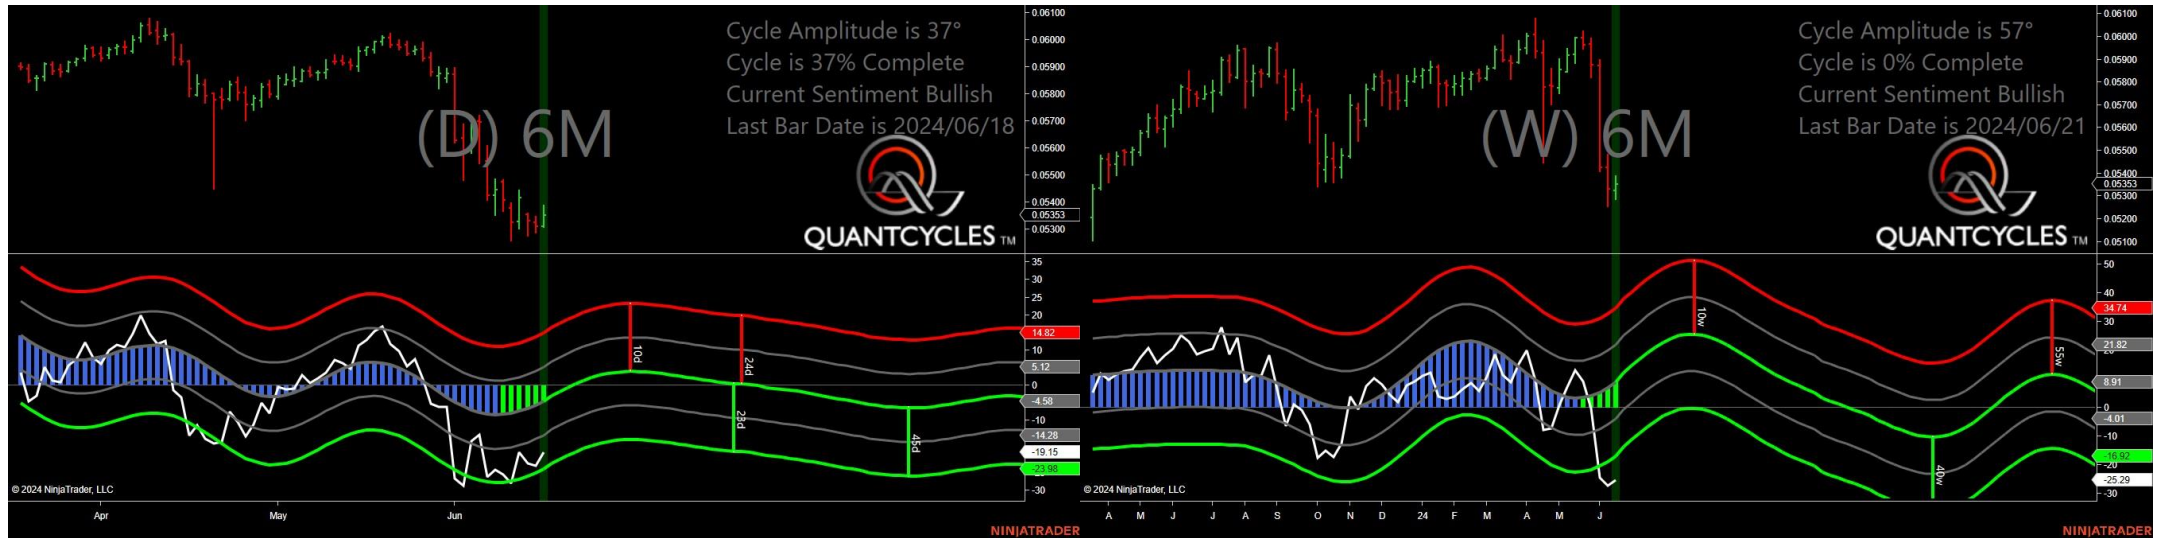 Cycle Amplitude is 37°
Cycle is 37% Complete
Current Sentiment Bullish
Last Bar Date is 2024/06/18
(D) 6M
QUANTCYCLES TM
0.06100
0.06000
0.05900
0.05800
0.05700
0.05600
0.05500
0.05400
0.05353
0.05300
35
30
25
20
14.82
10
5.12
0
-4.58
-10
-14.28
-19.15
-23.98
-30
10d
24d
23d
45d
© 2024 NinjaTrader, LLC
Apr
May
Jun
NINJATRADER
Cycle Amplitude is 57°
Cycle is 0% Complete
Current Sentiment Bullish
Last Bar Date is 2024/06/21
(W) 6M
QUANTCYCLES TM
0.06100
0.06000
0.05900
0.05800
0.05700
0.05600
0.05500
0.05400
0.05353
0.05300
0.05200
0.05100
50
40
34.74
30
21.82
20
8.91
0
-4.01
-10
-16.92
-20
-25.29
-30
10w
55w
40w
© 2024 NinjaTrader, LLC
A M J J A S O N D 24 F M A M J
NINJATRADER